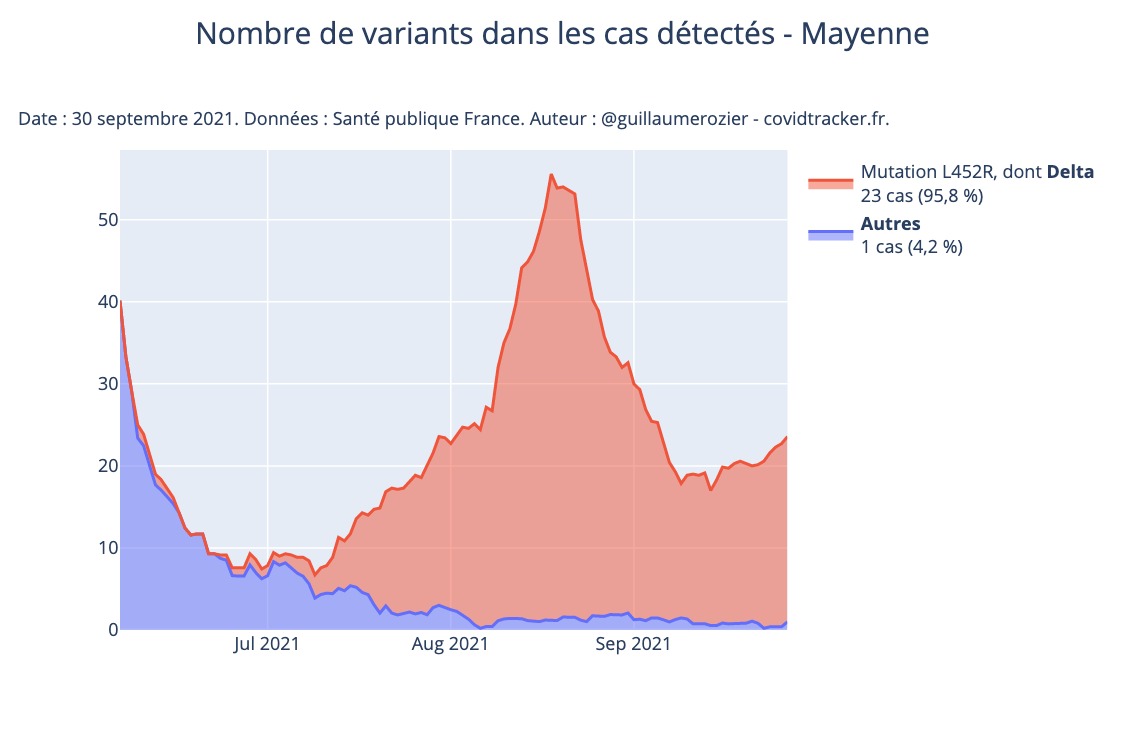 Nombre de variants dans les cas détectés - Mayenne
Date : 30 septembre 2021. Données : Santé publique France. Auteur : @guillaumerozier - covidtracker.fr.
Mutation L452R, dont Delta
23 cas (95,8 %)
Autres
1 cas (4,2 %)
50
40
30
20
10
0
Jul 2021
Aug 2021
Sep 2021